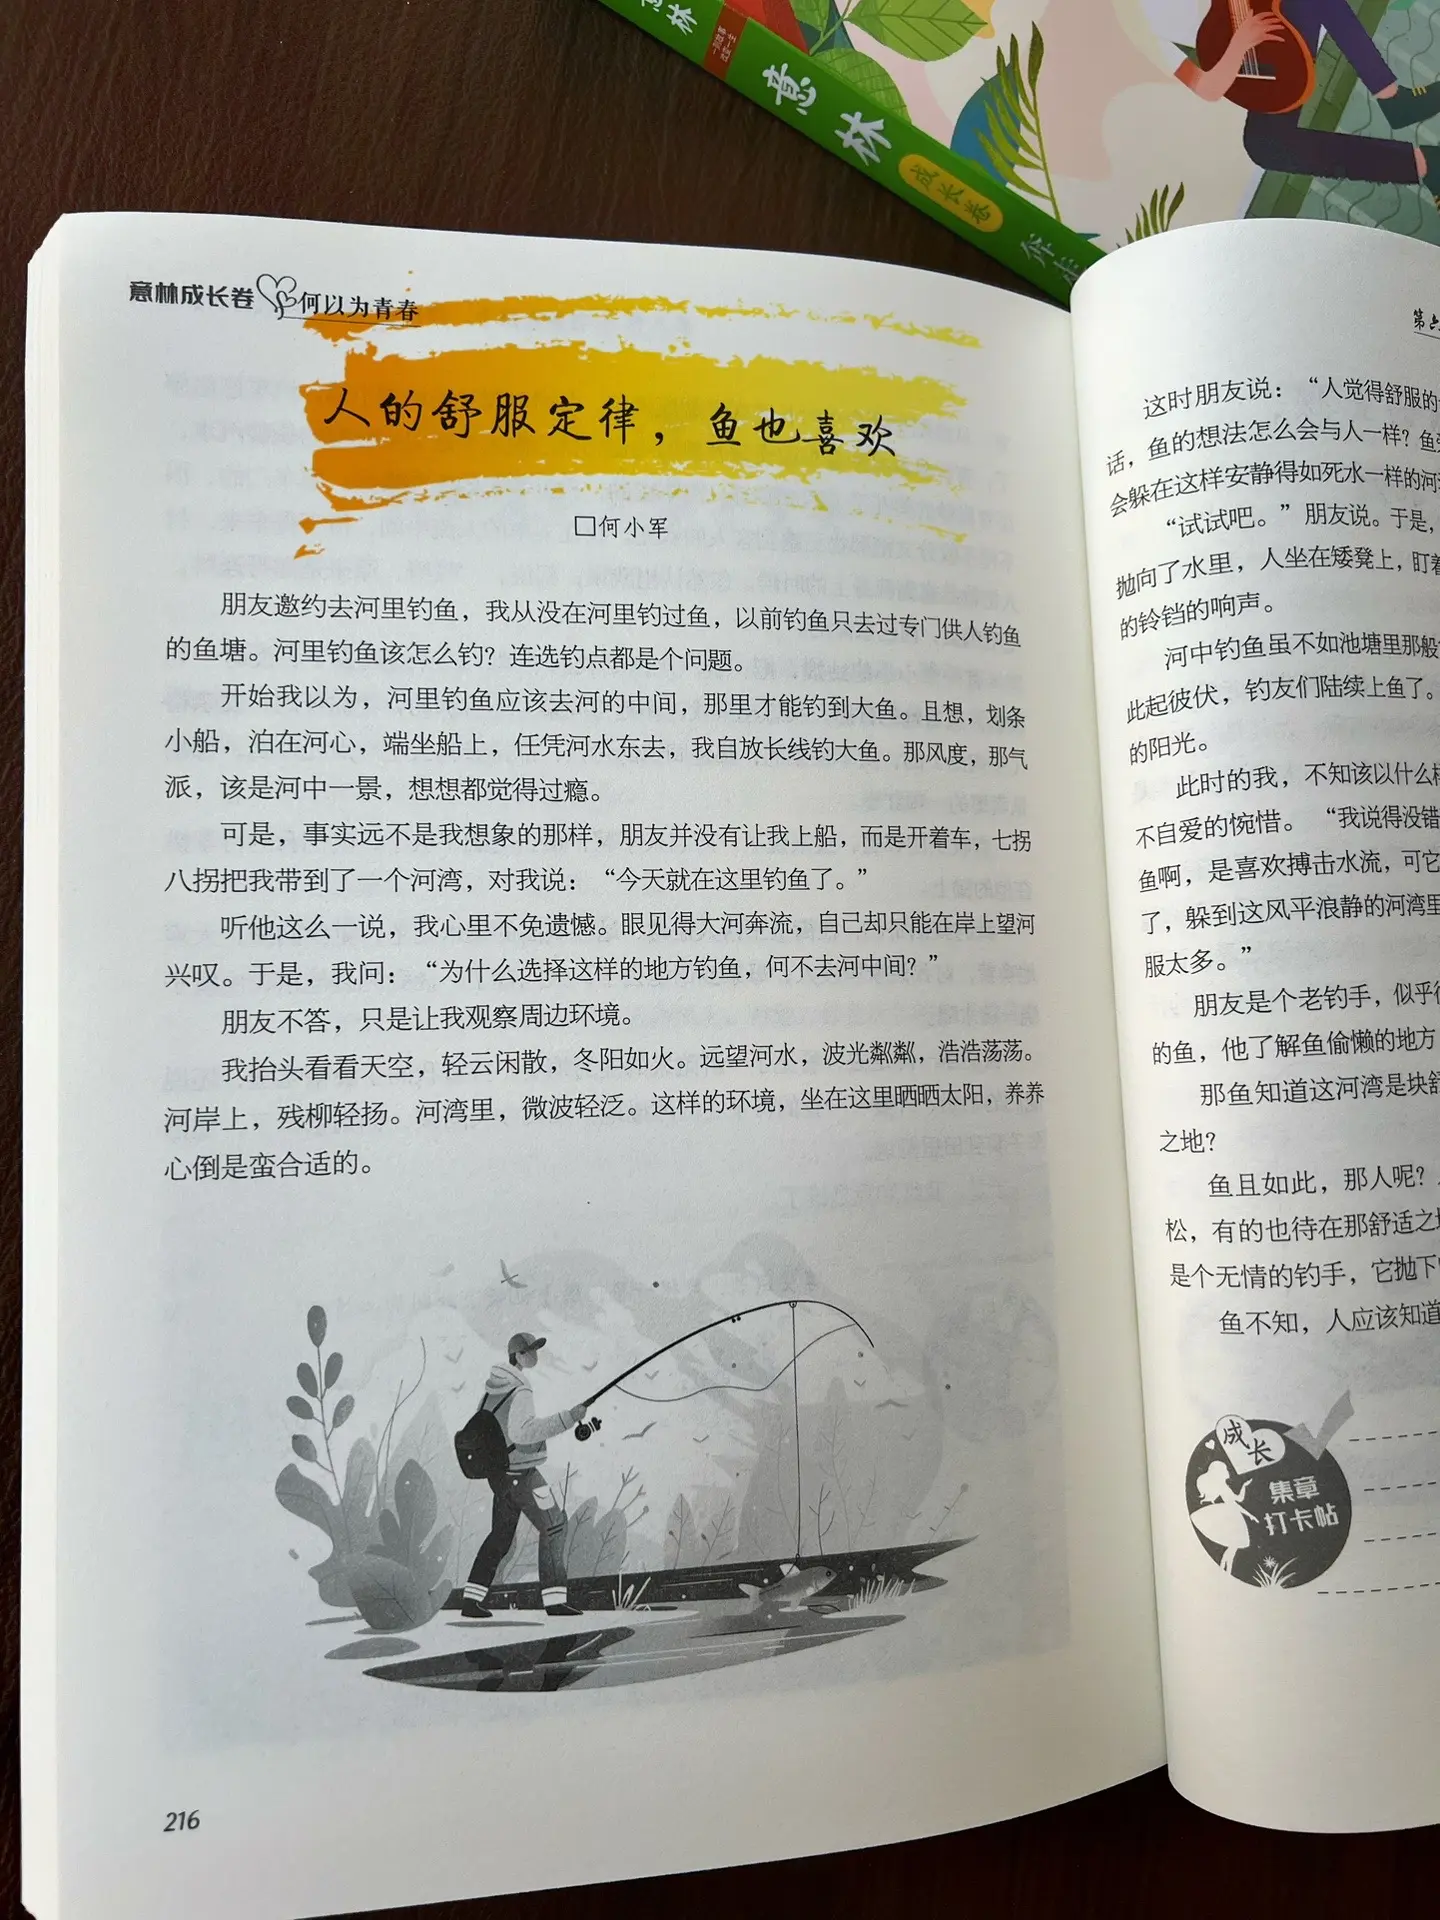 意林
成长卷
意林成长卷
何以为青春
人的舒服定律，鱼也喜欢
□何小军
朋友邀约去河里钓鱼，我从没在河里钓过鱼，以前钓鱼只去过专门供人钓鱼
的鱼塘。河里钓鱼该怎么钓？连选钓点都是个问题。
开始我以为，河里钓鱼应该去河的中间，那里才能钓到大鱼。且想，划条
小船，泊在河心，端坐船上，任凭河水东去，我自放长线钓大鱼。那风度，那气
派，该是河中一景，想想都觉得过瘾。
可是，事实远不是我想象的那样，朋友并没有让我上船，而是开着车，七拐
八拐把我带到了一个河湾，对我说：“今天就在这里钓鱼了。”
听他这么一说，我心里不免遗憾。眼见得大河奔流，自己却只能在岸上望河
兴叹。于是，我问：“为什么选择这样的地方钓鱼，何不去河中间？”
朋友不答，只是让我观察周边环境。
我抬头看看天空，轻云闲散，冬阳如火。远望河水，波光粼粼，浩浩荡荡。
河岸上，残柳轻扬。河湾里，微波轻泛。这样的环境，坐在这里晒晒太阳，养养
心倒是蛮合适的。
216
这时朋友说：“人觉得舒服的
话，鱼的想法怎么会与人一样？鱼
会躲在这样安静得如死水一样的河
“试试吧。”朋友说。于是，
抛向了水里，人坐在矮凳上，盯着
的铃铛的响声。
河中钓鱼虽不如池塘里那般
此起彼伏，钓友们陆续上鱼了。
的阳光。
此时的我，不知该以什么样
不自爱的惋惜。“我说得没错
鱼啊，是喜欢搏击水流，可它
了，躲到这风平浪静的河湾里
服太多。”
朋友是个老钓手，似乎
的鱼，他了解鱼偷懒的地方
那鱼知道这河湾是块舒
之地？
鱼且如此，那人呢？
松，有的也待在那舒适之
是个无情的钓手，它抛下
鱼不知，人应该知道
成长
集章
打卡帖